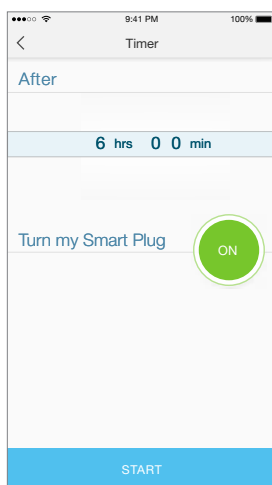 9:41 PM 100%
Timer
After
6 hrs 0 0 min
Turn my Smart Plug
ON
START